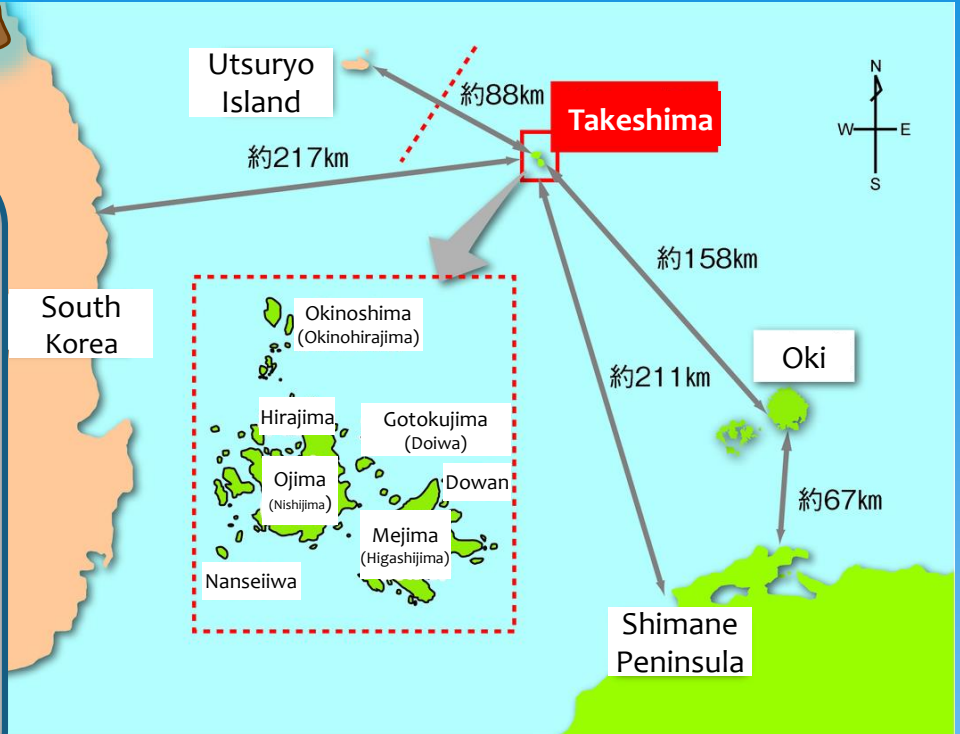 Utsuryo
Island
約88km
Takeshima
N
W
E
S
約217km
約158km
South
Korea
Okinoshima
(Okinohirajima)
Oki
約211km
Hirajima
Gotokujima
(Doiwa)
Ojima
(Nishijima)
Dowan
約67km
Mejima
(Higashijima)
Nanseiiwa
Shimane
Peninsula